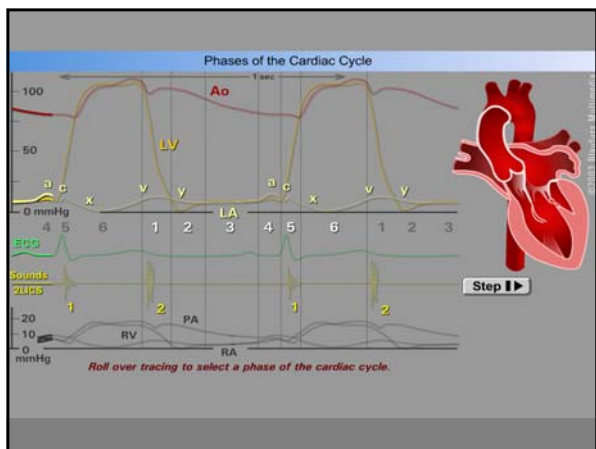 Phases of the Cardiac Cycle
1 sec
100
Ao
50
LV
a c v y a c v y
x x
0 mmHg
LA
4 5 6 1 2 3 4 5 6 1 2 3
ECG
Sounds
2LICS
1 2 1 2
Step
20
PA
10
RV
0
RA
mmHg
Roll over tracing to select a phase of the cardiac cycle.